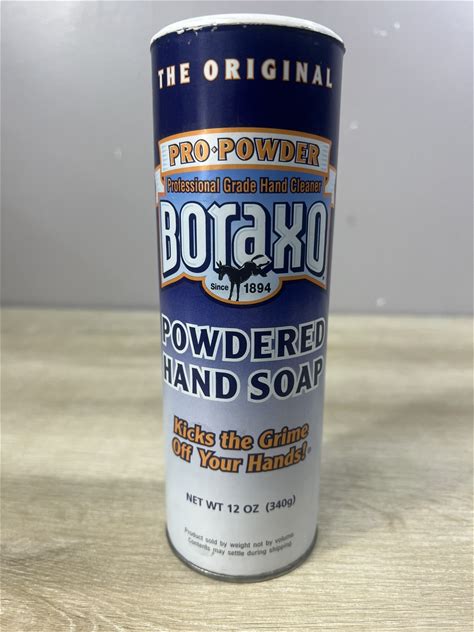 THE ORIGINAL
PRO•POWDER
Professional Grade Hand Cleaner
BORAXO
Since 1894
POWDERED
HAND SOAP
Kicks the Grime
Off Your Hands!
NET WT 12 OZ (340g)
Product sold by weight not by volume.
Contents may settle during shipping.